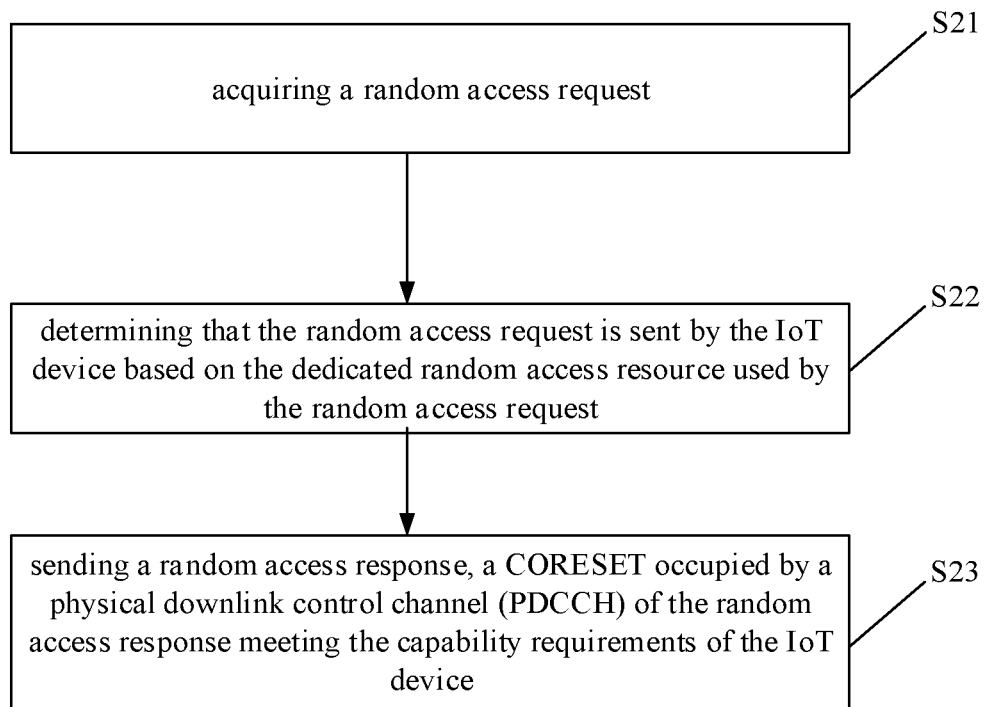 S21
acquiring a random access request
S22
determining that the random access request is sent by the IoT
device based on the dedicated random access resource used by
the random access request
S23
sending a random access response, a CORESET occupied by a
physical downlink control channel (PDCCH) of the random
access response meeting the capability requirements of the IoT
device